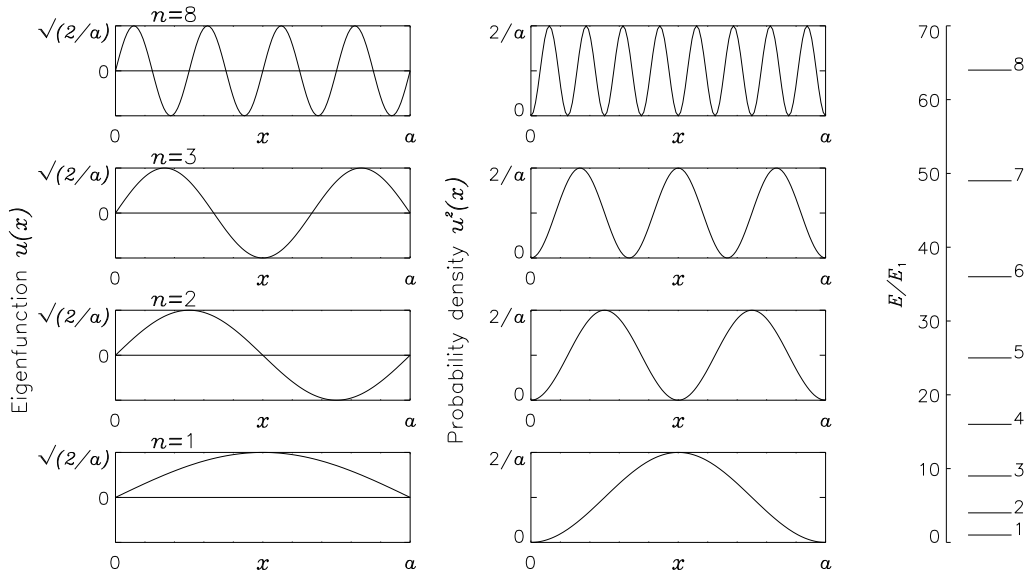 Eigenfunction u(x)
n=8
√(2/a)
0
0 x a
n=3
√(2/a)
0
0 x a
n=2
√(2/a)
0
0 x a
n=1
√(2/a)
0
0 x a
Probability density u²(x)
2/a
0
0 x a
2/a
0
0 x a
2/a
0
0 x a
2/a
0
0 x a
E/E₁
70
60
50
40
30
20
10
0
8
7
6
5
4
3
2
1